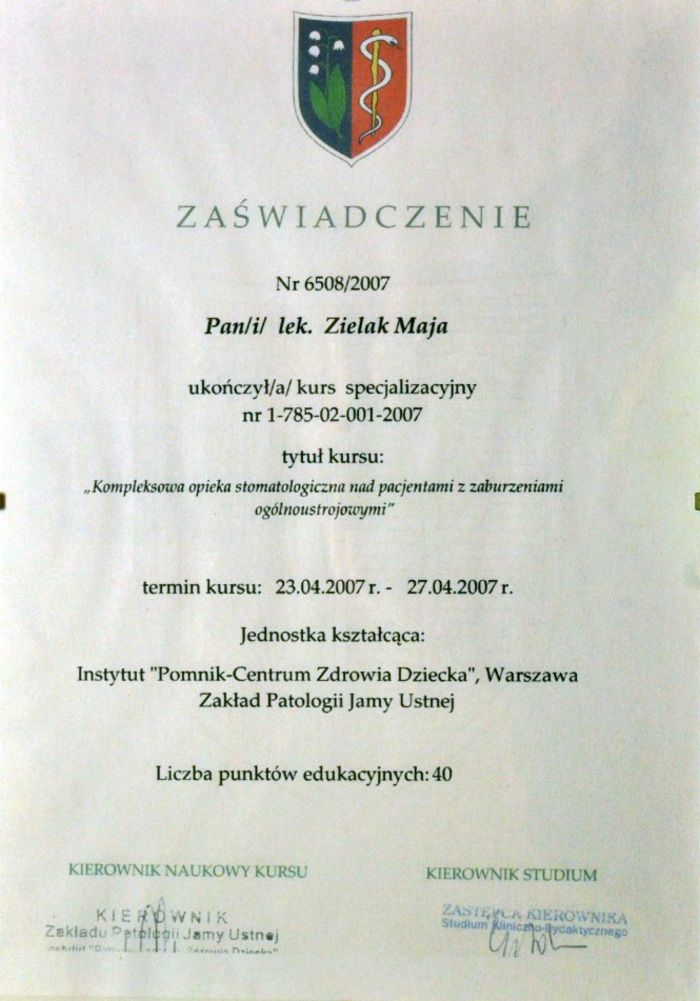 ZAŚWIADCZENIE
Nr 6508/2007
Pan/i/ lek. Zielak Maja
ukończył/a/ kurs specjalizacyjny
nr 1-785-02-001-2007
tytuł kursu:
„Kompleksowa opieka stomatologiczna nad pacjentami z zaburzeniami
ogólnoustrojowymi”
termin kursu: 23.04.2007 r. - 27.04.2007 r.
Jednostka kształcąca:
Instytut "Pomnik-Centrum Zdrowia Dziecka", Warszawa
Zakład Patologii Jamy Ustnej
Liczba punktów edukacyjnych: 40
KIEROWNIK NAUKOWY KURSU
KIEROWNIK STUDIUM
KIEROWNIK
Zakładu Patologii Jamy Ustnej
Zdrowia Dziecka"
ZASTĘPCA KIEROWNIKA
Studium Kliniczno-Dydaktycznego